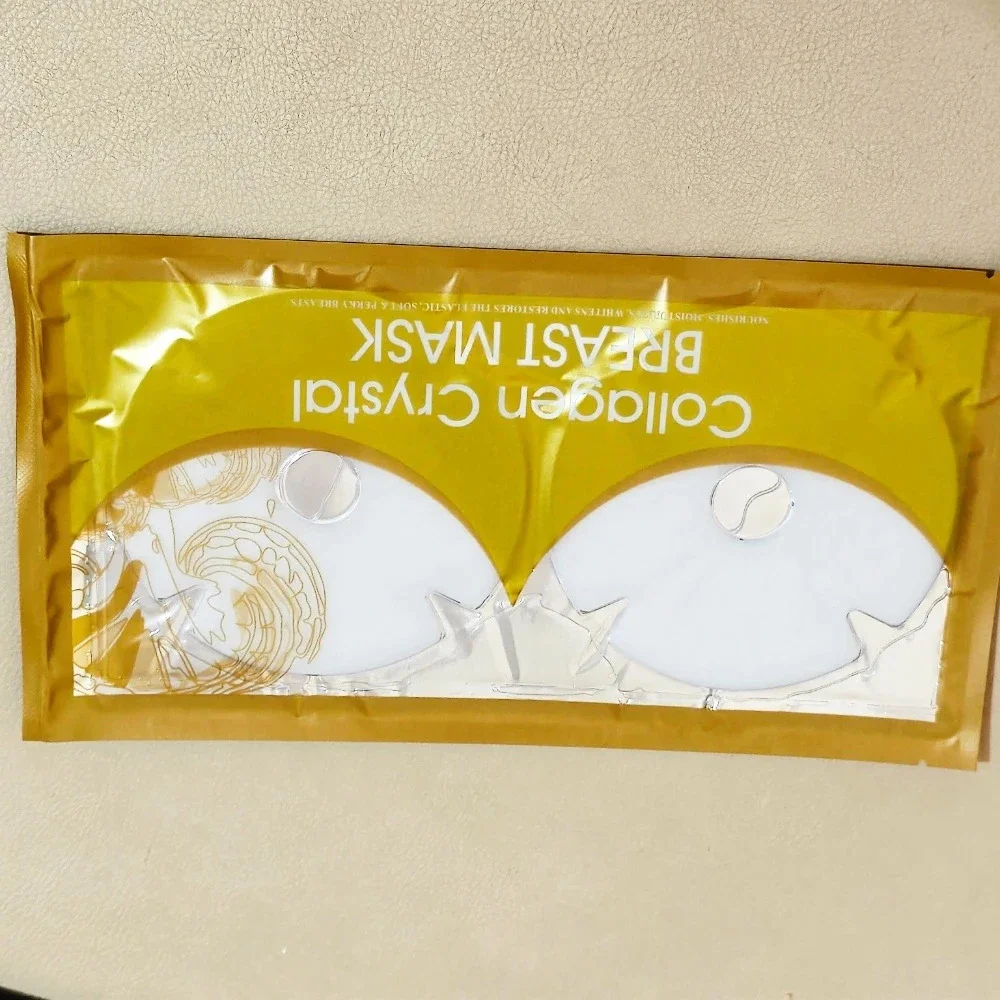 Collagen Crystal
BREAST MASK
NOURISHES, MOISTURIZES, WHITENS AND RESTORES THE ELASTIC, SOFT & PERKY BREASTS